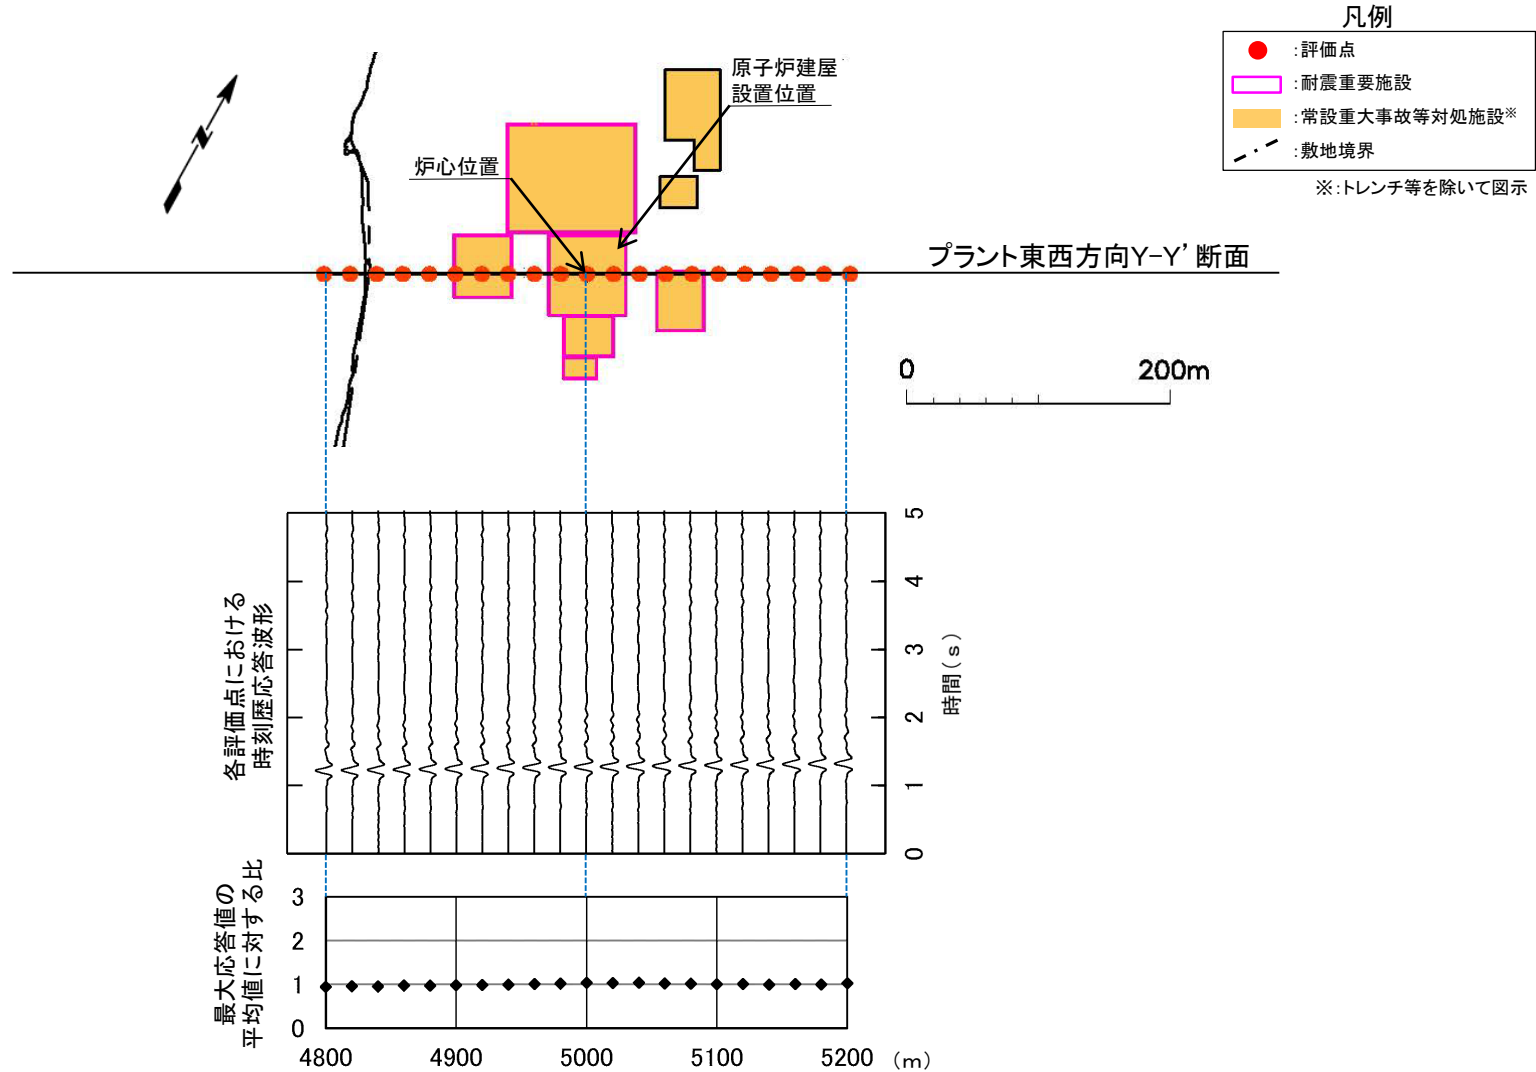 凡例
:評価点
:耐震重要施設
:常設重大事故等対処施設※
:敷地境界
※:トレンチ等を除いて図示
原子炉建屋
設置位置
炉心位置
N
プラント東西方向Y-Y’断面
0 200m
各評価点における
時刻歴応答波形
5
4
3
2
1
0
時間(s)
最大応答値の
平均値に対する比
3
2
1
0
4800 4900 5000 5100 5200 (m)